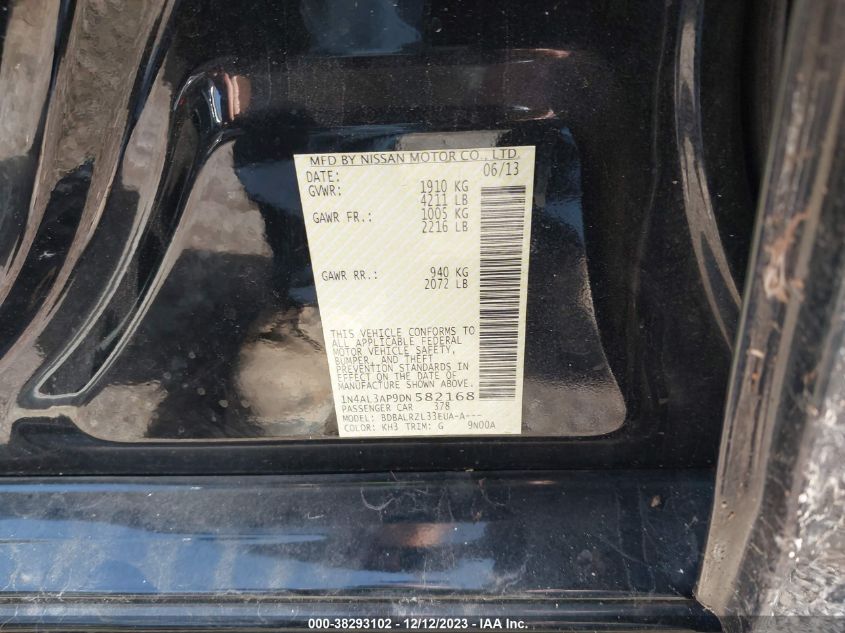 MFD BY NISSAN MOTOR CO., LTD.
DATE: 06/13
GVWR: 1910 KG
4211 LB
GAWR FR.: 1005 KG
2216 LB
GAWR RR.: 940 KG
2072 LB
THIS VEHICLE CONFORMS TO
ALL APPLICABLE FEDERAL
MOTOR VEHICLE SAFETY,
BUMPER, AND THEFT
PREVENTION STANDARDS IN
EFFECT ON THE DATE OF
MANUFACTURE SHOWN ABOVE.
1N4AL3AP9DN 582168
PASSENGER CAR 378
MODEL: BDBALRZL33EUA-A---
COLOR: KH3 TRIM: G 9N00A
000-38293102 - 12/12/2023 - IAA Inc.